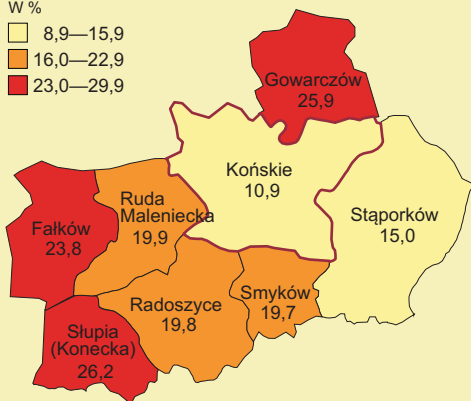 W %
8,9—15,9
16,0—22,9
23,0—29,9
Gowarczów
25,9
Końskie
10,9
Stąporków
15,0
Ruda
Maleniecka
19,9
Fałków
23,8
Radoszyce
19,8
Smyków
19,7
Słupia
(Konecka)
26,2